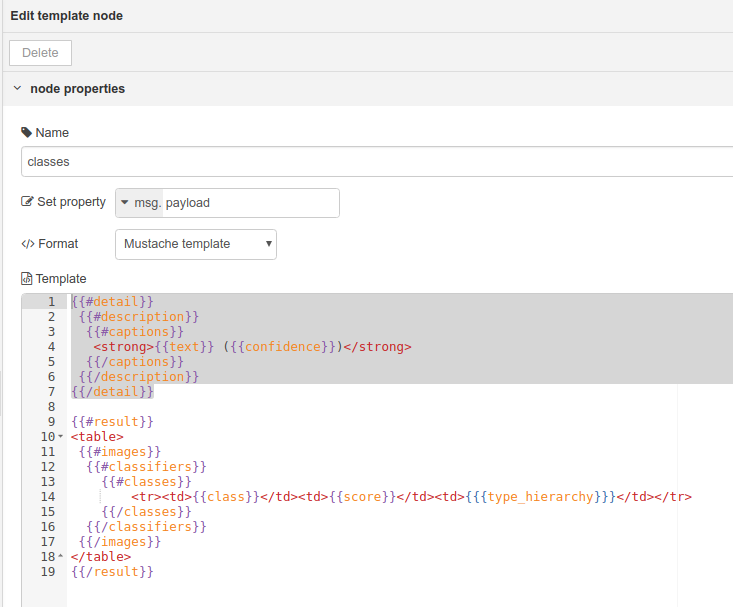 Edit template node
Delete
node properties
Name
classes
Set property msg. payload
</> Format Mustache template
Template
1 {{#detail}}
2 {{#description}}
3 {{#captions}}
4 <strong>{{text}} ({{confidence}})</strong>
5 {{/captions}}
6 {{/description}}
7 {{/detail}}
8
9 {{#result}}
10 <table>
11 {{#images}}
12 {{#classifiers}}
13 {{#classes}}
14 <tr><td>{{class}}</td><td>{{score}}</td><td>{{{type_hierarchy}}}</td></tr>
15 {{/classes}}
16 {{/classifiers}}
17 {{/images}}
18 </table>
19 {{/result}}